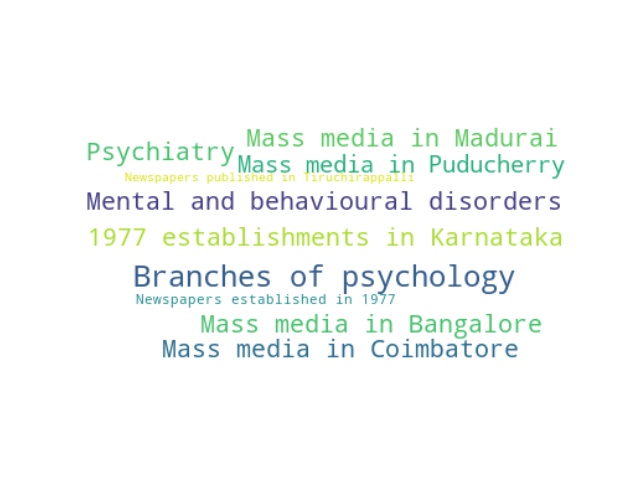 Mass media in Madurai
Psychiatry
Mass media in Puducherry
Newspapers published in Tiruchirappalli
Mental and behavioural disorders
1977 establishments in Karnataka
Branches of psychology
Newspapers established in 1977
Mass media in Bangalore
Mass media in Coimbatore